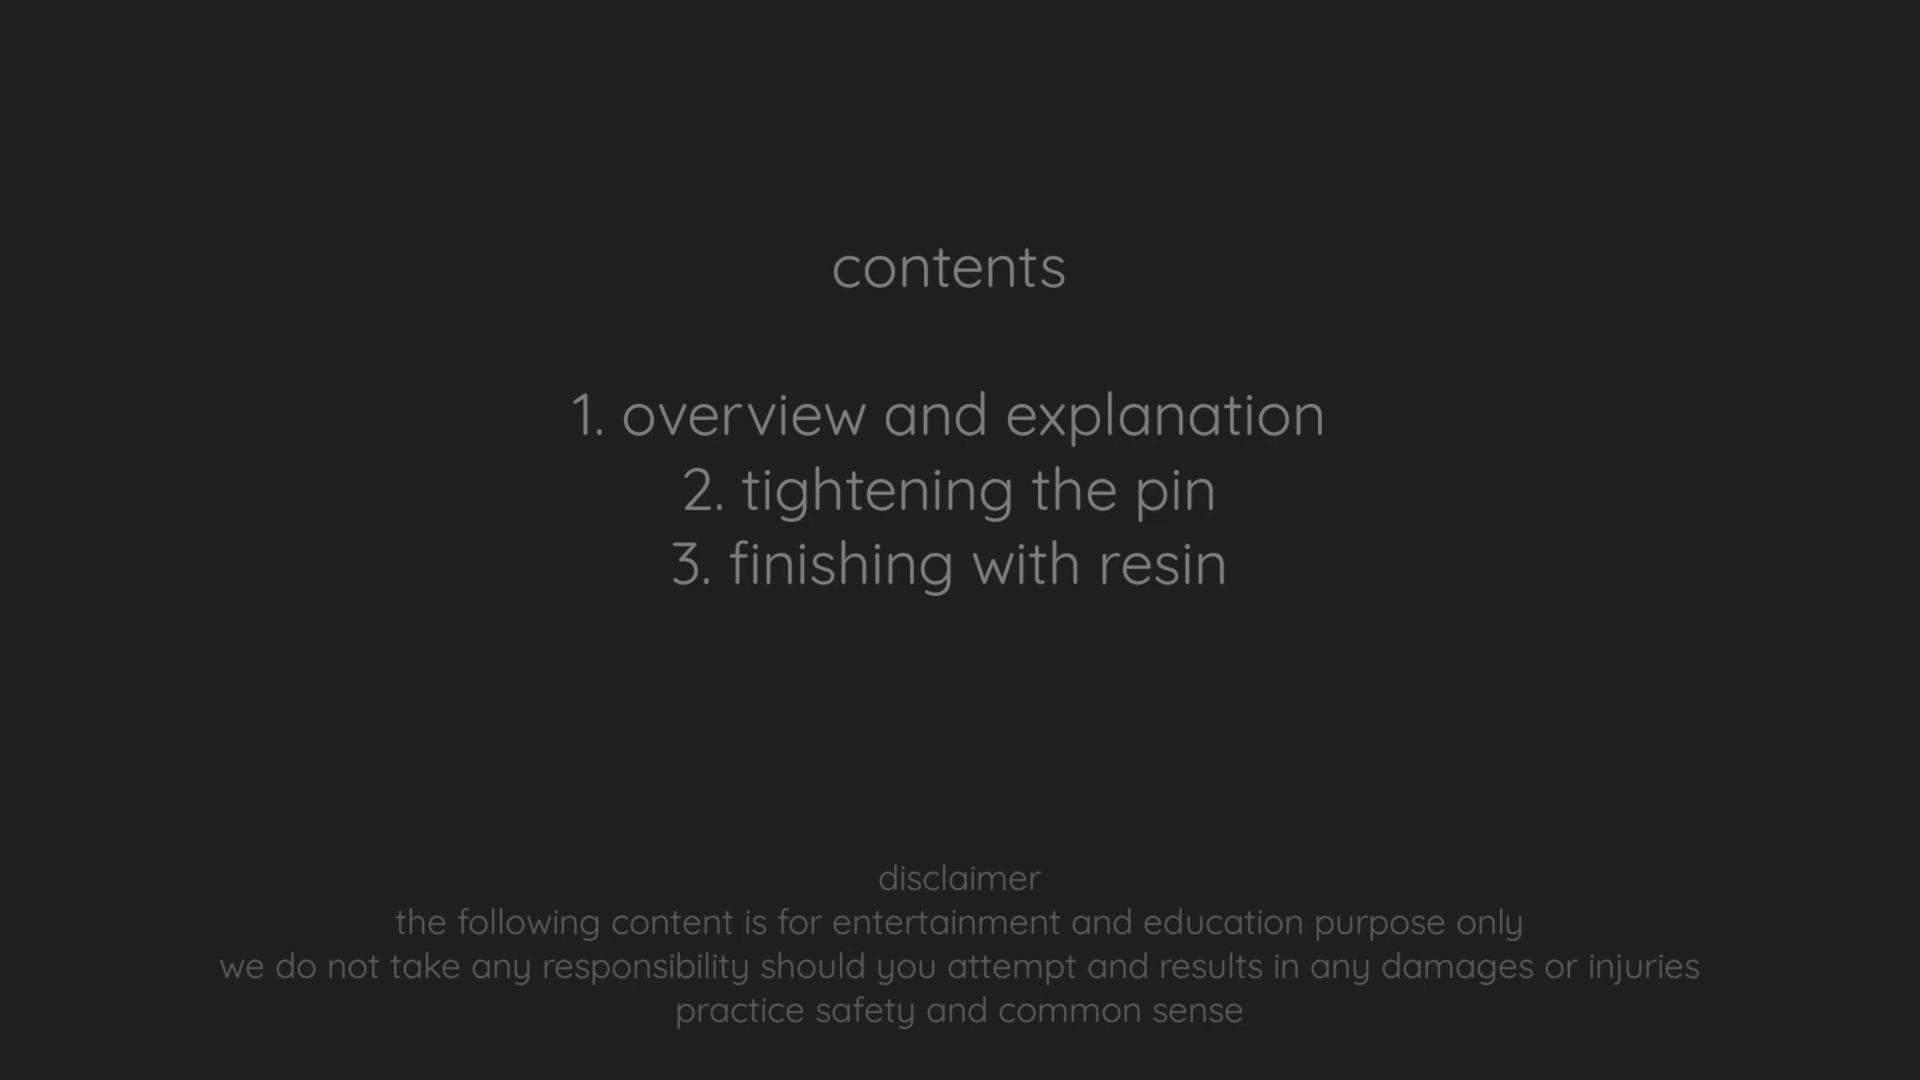 contents
1. overview and explanation
2. tightening the pin
3. finishing with resin
disclaimer
the following content is for entertainment and education purpose only
we do not take any responsibility should you attempt and results in any damages or injuries
practice safety and common sense